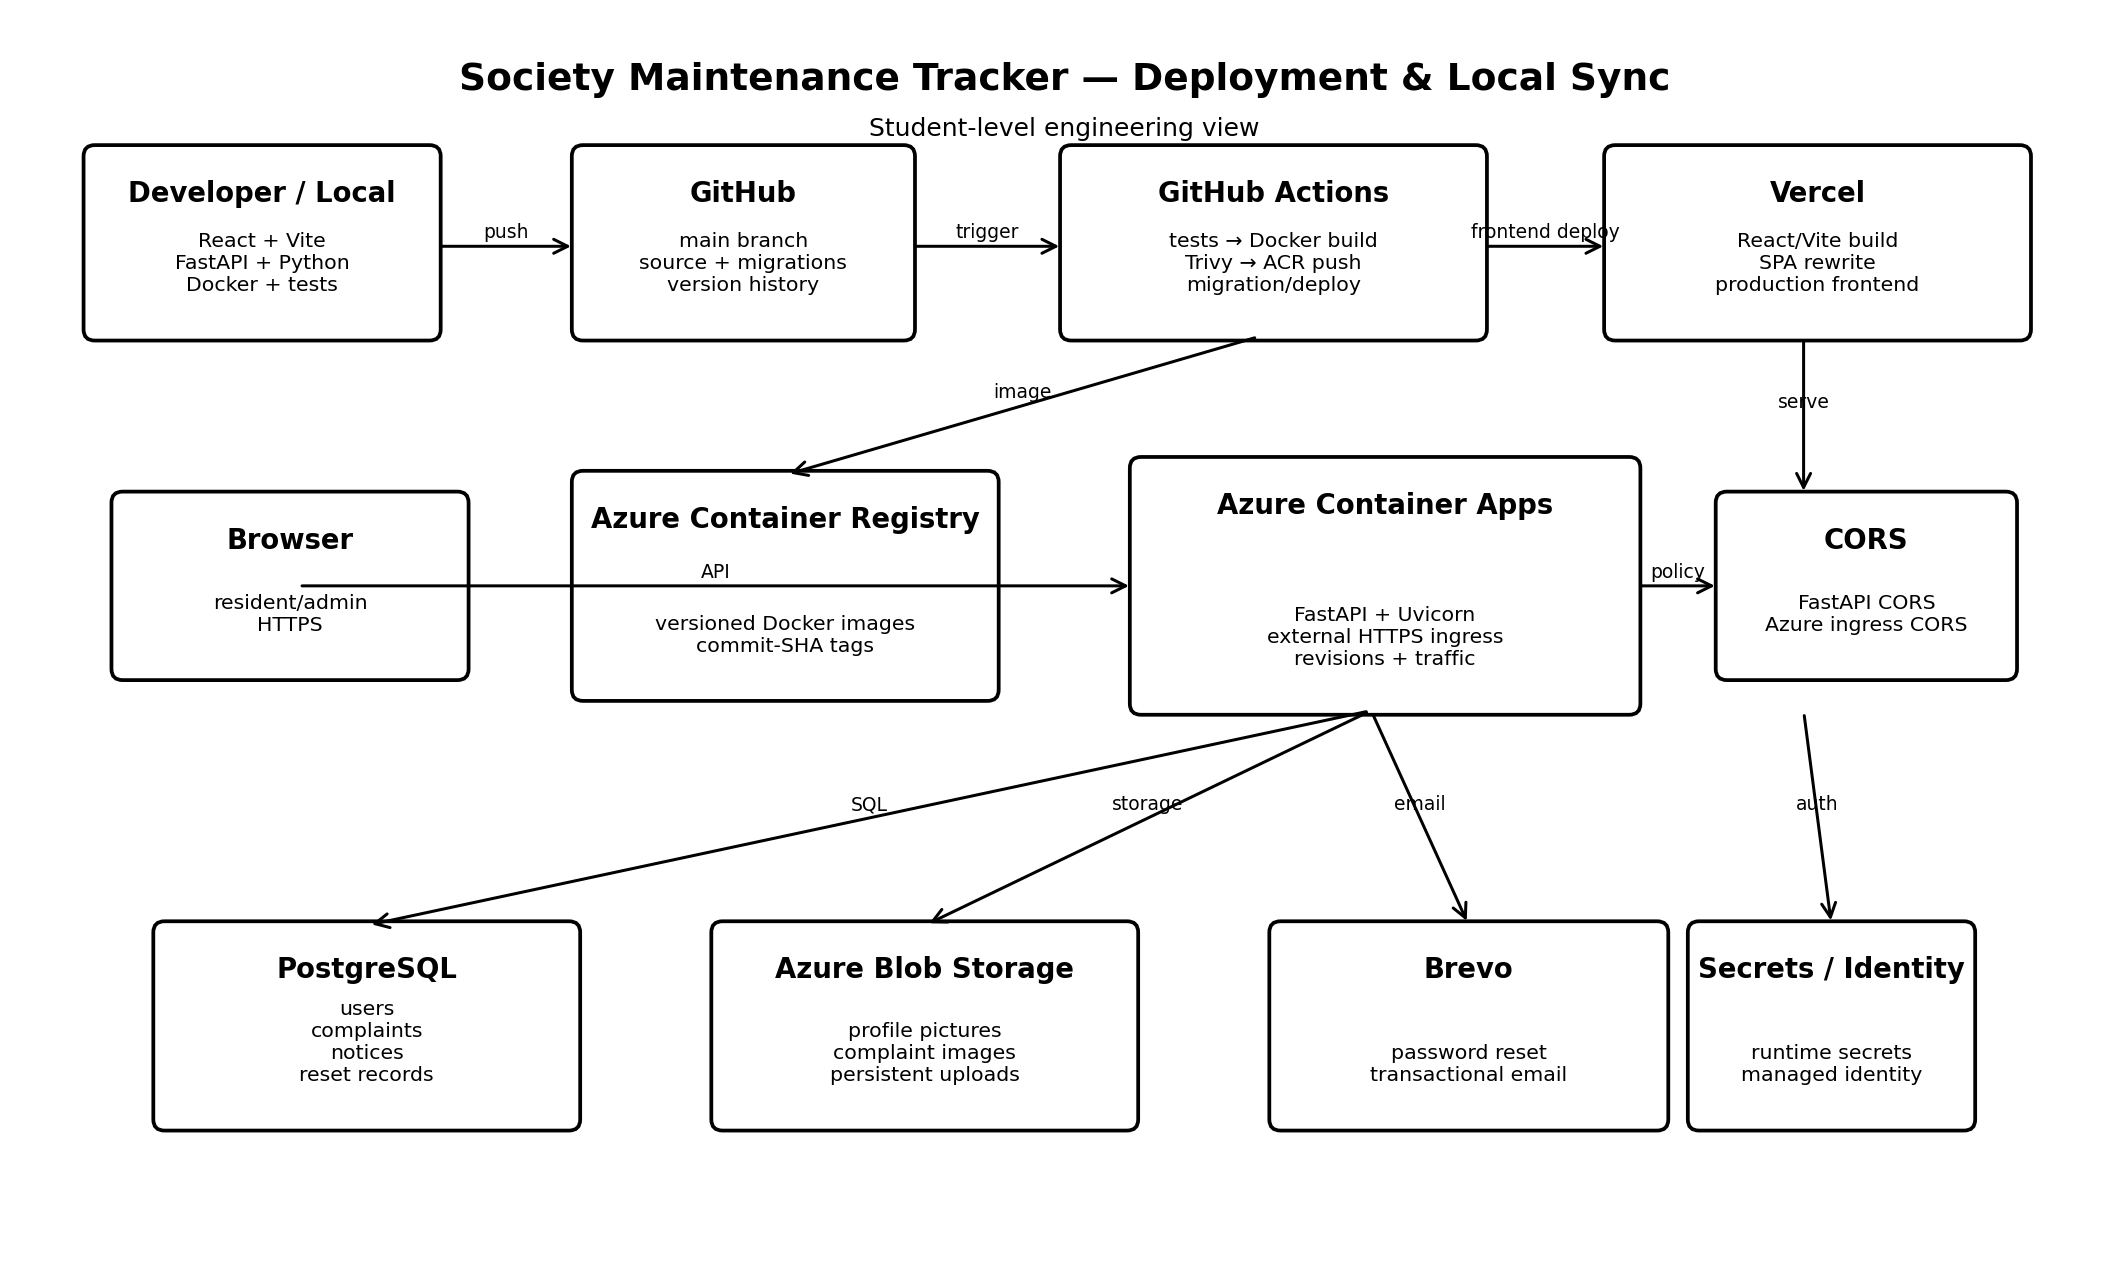 Society Maintenance Tracker — Deployment & Local Sync
Student-level engineering view
Developer / Local
React + Vite
FastAPI + Python
Docker + tests
push
GitHub
main branch
source + migrations
version history
trigger
GitHub Actions
tests → Docker build
Trivy → ACR push
migration/deploy
frontend deploy
Vercel
React/Vite build
SPA rewrite
production frontend
image
serve
Browser
resident/admin
HTTPS
API
Azure Container Registry
versioned Docker images
commit-SHA tags
Azure Container Apps
FastAPI + Uvicorn
external HTTPS ingress
revisions + traffic
policy
CORS
FastAPI CORS
Azure ingress CORS
SQL
storage
email
auth
PostgreSQL
users
complaints
notices
reset records
Azure Blob Storage
profile pictures
complaint images
persistent uploads
Brevo
password reset
transactional email
Secrets / Identity
runtime secrets
managed identity